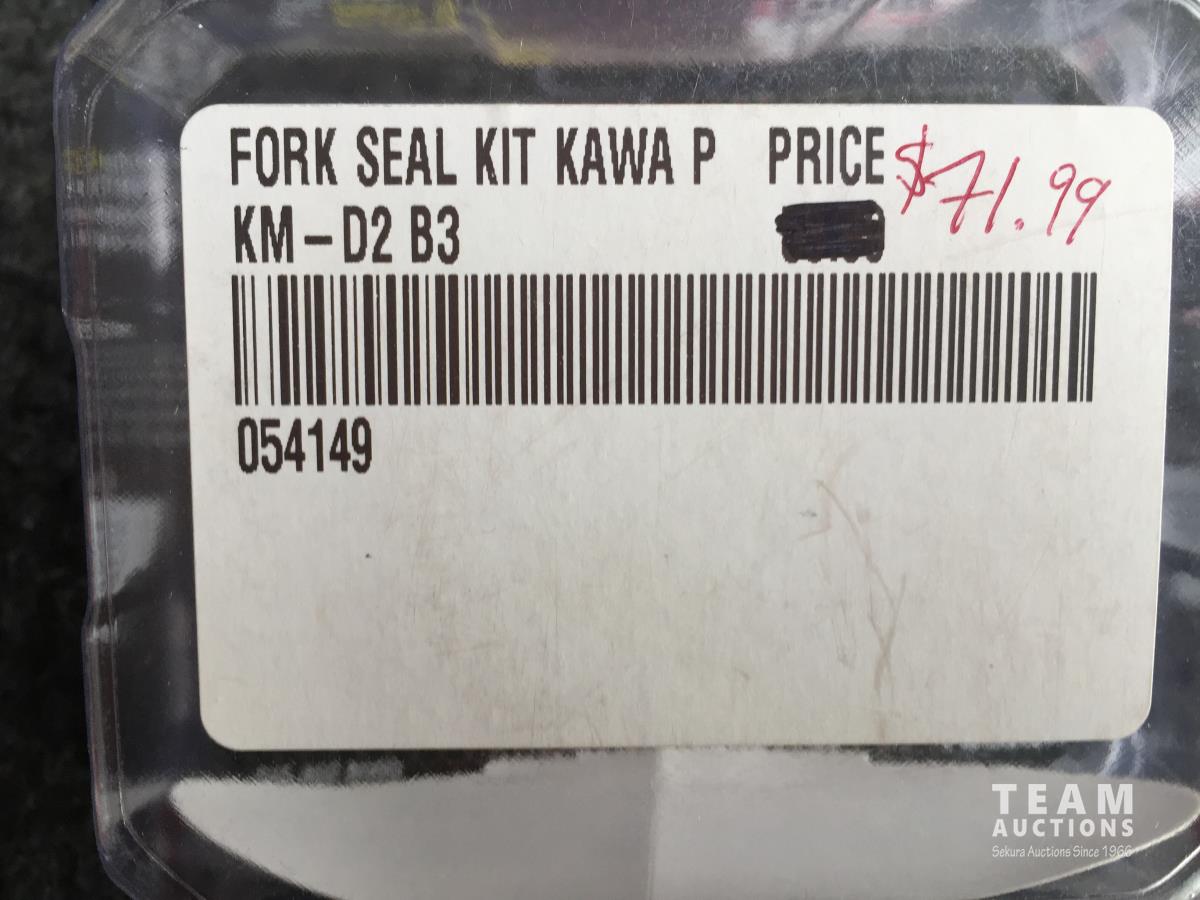 FORK SEAL KIT KAWA P PRICE $71.99
KM-D2 B3
054149
TEAM
AUCTIONS
Sekura Auctions Since 1966